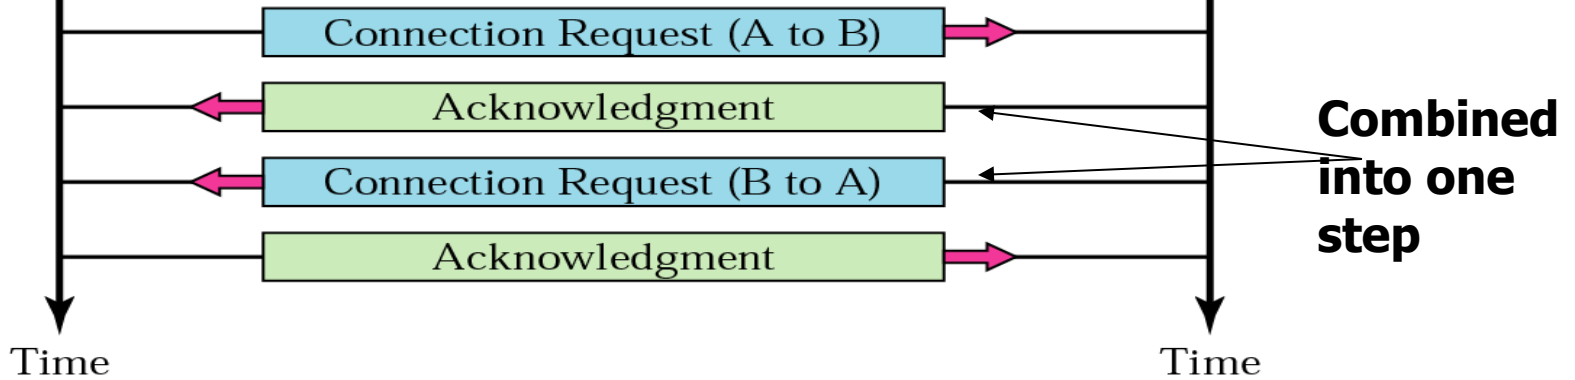 Connection Request (A to B)
Acknowledgment
Connection Request (B to A)
Acknowledgment
Combined
into one
step
Time
Time